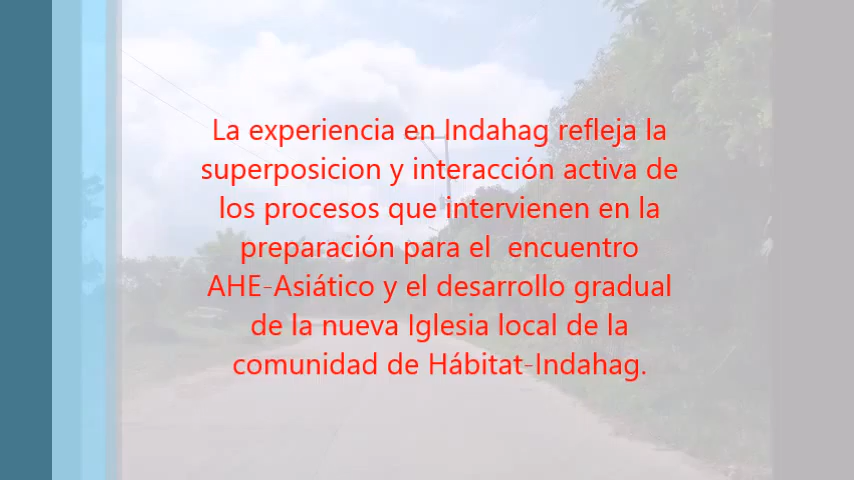 La experiencia en Indahag refleja la
superposicion y interacción activa de
los procesos que intervienen en la
preparación para el  encuentro
AHE-Asiático y el desarrollo gradual
de la nueva Iglesia local de la
comunidad de Hábitat-Indahag.